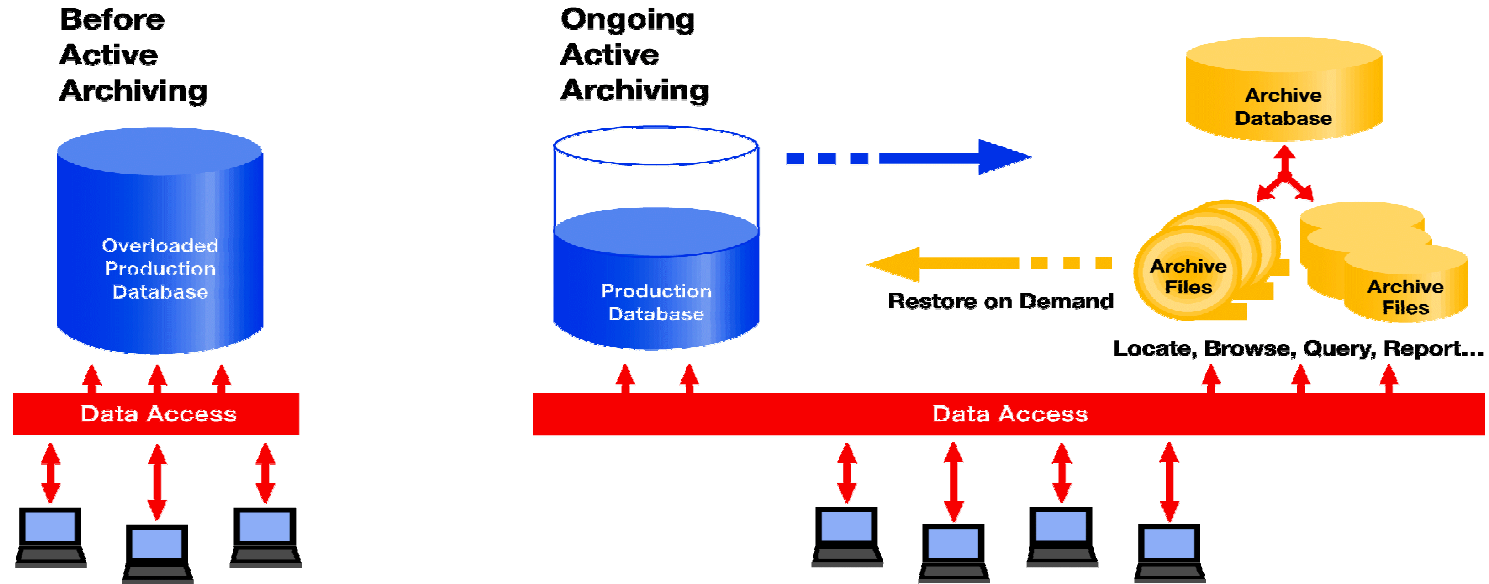 Before
Active
Archiving
Overloaded
Production
Database
Data Access
Ongoing
Active
Archiving
Production
Database
Restore on Demand
Archive
Database
Archive
Files
Archive
Files
Locate, Browse, Query, Report...
Data Access